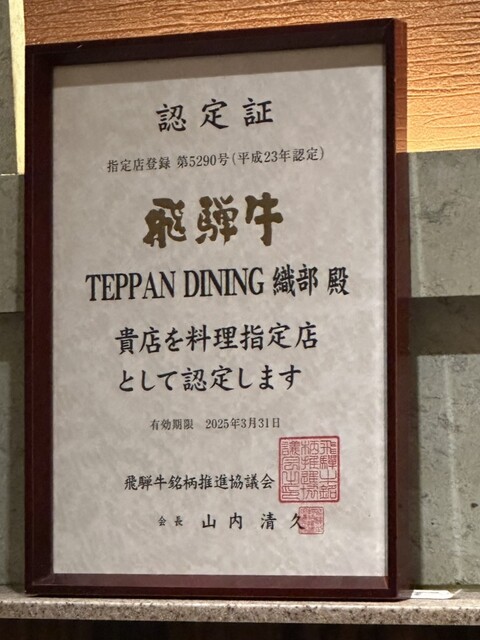 認定証
指定店登録 第5290号(平成23年認定)
飛騨牛
TEPPAN DINING 織部 殿
貴店を料理指定店
として認定します
有効期限 2025年3月31日
飛騨牛銘柄推進協議会
会長 山内 清久